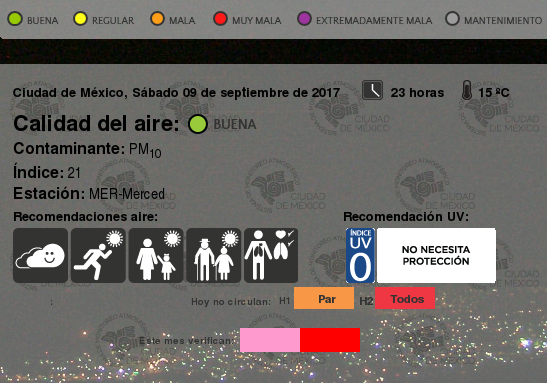 BUENA REGULAR MALA MUY MALA EXTREMADAMENTE MALA MANTENIMIENTO
Ciudad de México, Sábado 09 de septiembre de 2017 23 horas 15 ºC
Calidad del aire: BUENA
Contaminante: PM10
Índice: 21
Estación: MER-Merced
Recomendaciones aire: Recomendación UV:
ÍNDICE
UV
0
NO NECESITA
PROTECCIÓN
: Hoy no circulan: H1 Par H2 Todos
Este mes verifican:
CIUDAD
DE MÉXICO